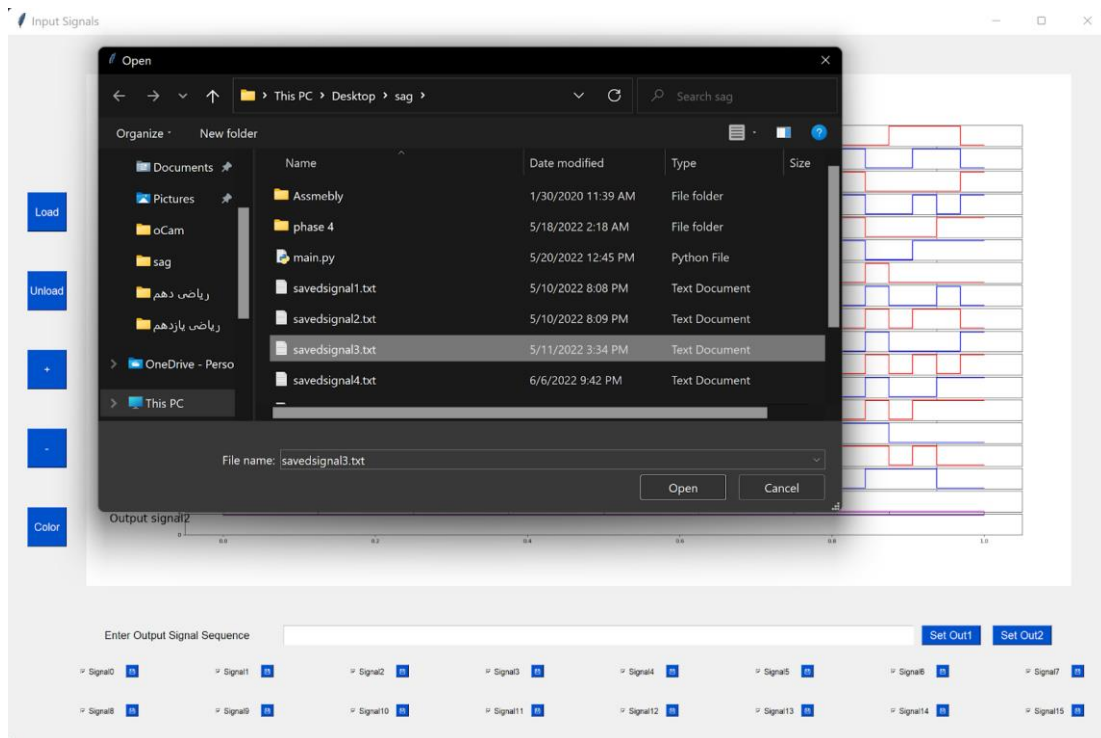 Input Signals
Open
This PC > Desktop > sag >
Search sag
Organize
New folder
Name
Date modified
Type
Size
Documents
Pictures
oCam
sag
ریاضی دهم
ریاضی یازدهم
OneDrive - Perso
This PC
Assmebly 1/30/2020 11:39 AM File folder
phase 4 5/18/2022 2:18 AM File folder
main.py 5/20/2022 12:45 PM Python File
savedsignal1.txt 5/10/2022 8:08 PM Text Document
savedsignal2.txt 5/10/2022 8:09 PM Text Document
savedsignal3.txt 5/11/2022 3:34 PM Text Document
savedsignal4.txt 6/6/2022 9:42 PM Text Document
File name: savedsignal3.txt
Open
Cancel
Load
Unload
+
-
Color
Output signal2
0
0.0 0.2 0.4 0.6 0.8 1.0
Enter Output Signal Sequence
Set Out1
Set Out2
Signal0 Signal1 Signal2 Signal3 Signal4 Signal5 Signal6 Signal7
Signal8 Signal9 Signal10 Signal11 Signal12 Signal13 Signal14 Signal15